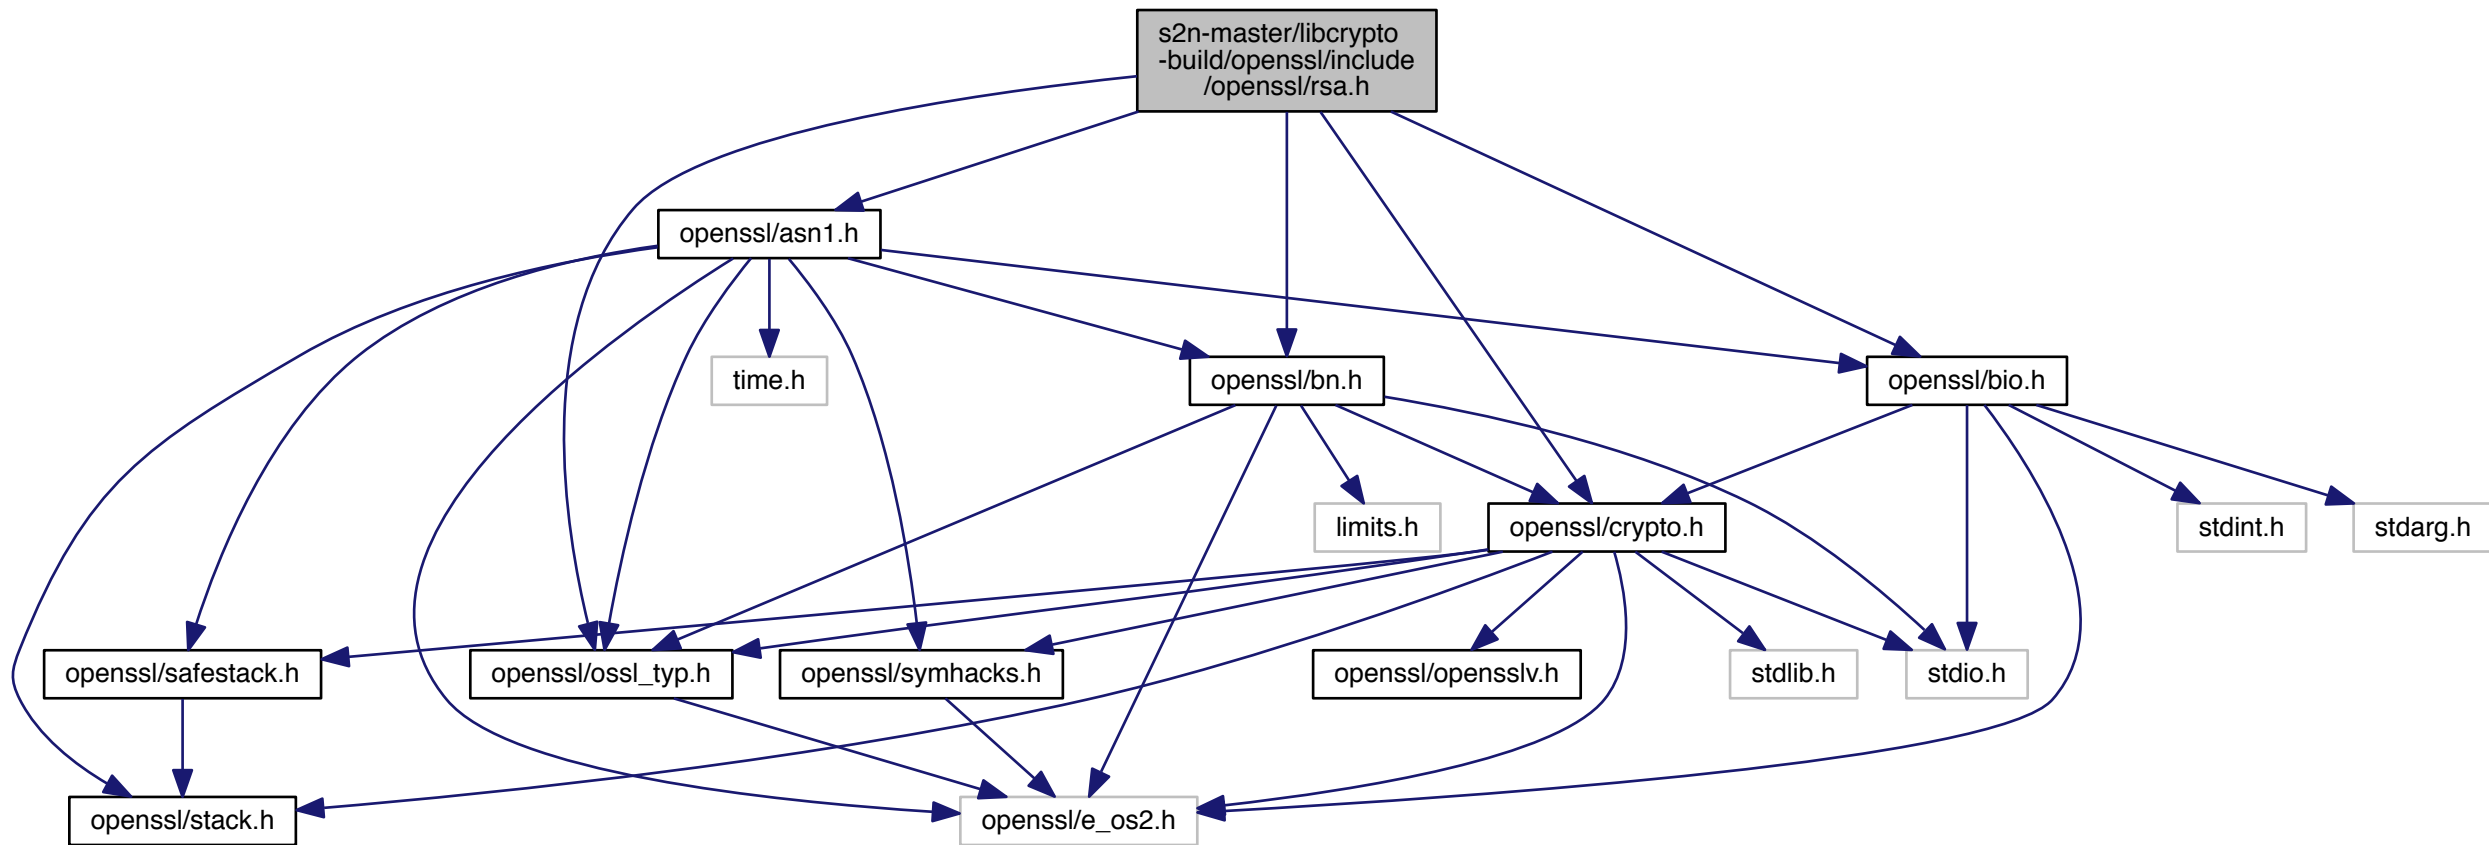 s2n-master/libcrypto
-build/openssl/include
/openssl/rsa.h
openssl/asn1.h
time.h
openssl/bn.h
openssl/bio.h
limits.h
openssl/crypto.h
stdint.h
stdarg.h
openssl/safestack.h
openssl/ossl_typ.h
openssl/symhacks.h
openssl/opensslv.h
stdlib.h
stdio.h
openssl/stack.h
openssl/e_os2.h